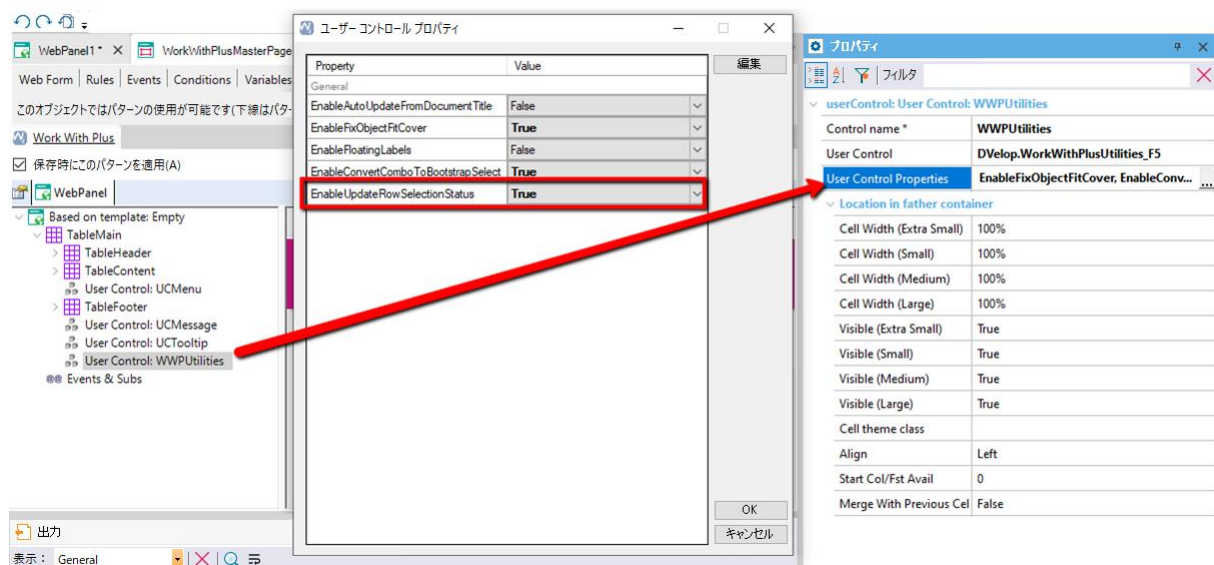 WebPanel1* ×
WorkWithPlusMasterPage
Web Form | Rules | Events | Conditions | Variables
このオブジェクトではパターンの使用が可能です(下線はパタ-
Work With Plus
保存時にこのパターンを適用(A)
WebPanel
Based on template: Empty
TableMain
TableHeader
TableContent
User Control: UCMenu
TableFooter
User Control: UCMessage
User Control: UCTooltip
User Control: WWPUtilities
Events & Subs
出力
表示： General
ユーザー コントロール プロパティ
Property Value
General
EnableAutoUpdateFromDocumentTitle False
EnableFixObjectFitCover True
EnableFloatingLabels False
EnableConvertComboToBootstrapSelect True
EnableUpdateRowSelectionStatus True
編集
OK
キャンセル
プロパティ
フィルタ
userControl: User Control: WWPUtilities
Control name * WWPUtilities
User Control DVelop.WorkWithPlusUtilities_F5
User Control Properties EnableFixObjectFitCover, EnableConv... ...
Location in father container
Cell Width (Extra Small) 100%
Cell Width (Small) 100%
Cell Width (Medium) 100%
Cell Width (Large) 100%
Visible (Extra Small) True
Visible (Small) True
Visible (Medium) True
Visible (Large) True
Cell theme class
Align Left
Start Col/Fst Avail 0
Merge With Previous Cel False